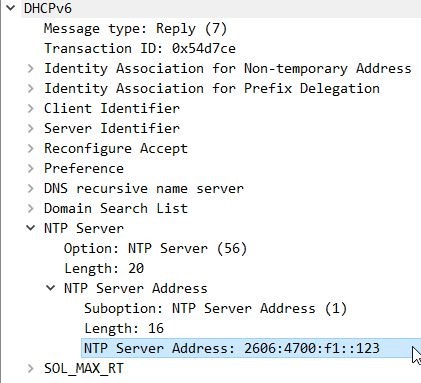 DHCPv6
Message type: Reply (7)
Transaction ID: 0x54d7ce
Identity Association for Non-temporary Address
Identity Association for Prefix Delegation
Client Identifier
Server Identifier
Reconfigure Accept
Preference
DNS recursive name server
Domain Search List
NTP Server
Option: NTP Server (56)
Length: 20
NTP Server Address
Suboption: NTP Server Address (1)
Length: 16
NTP Server Address: 2606:4700:f1::123
SOL_MAX_RT